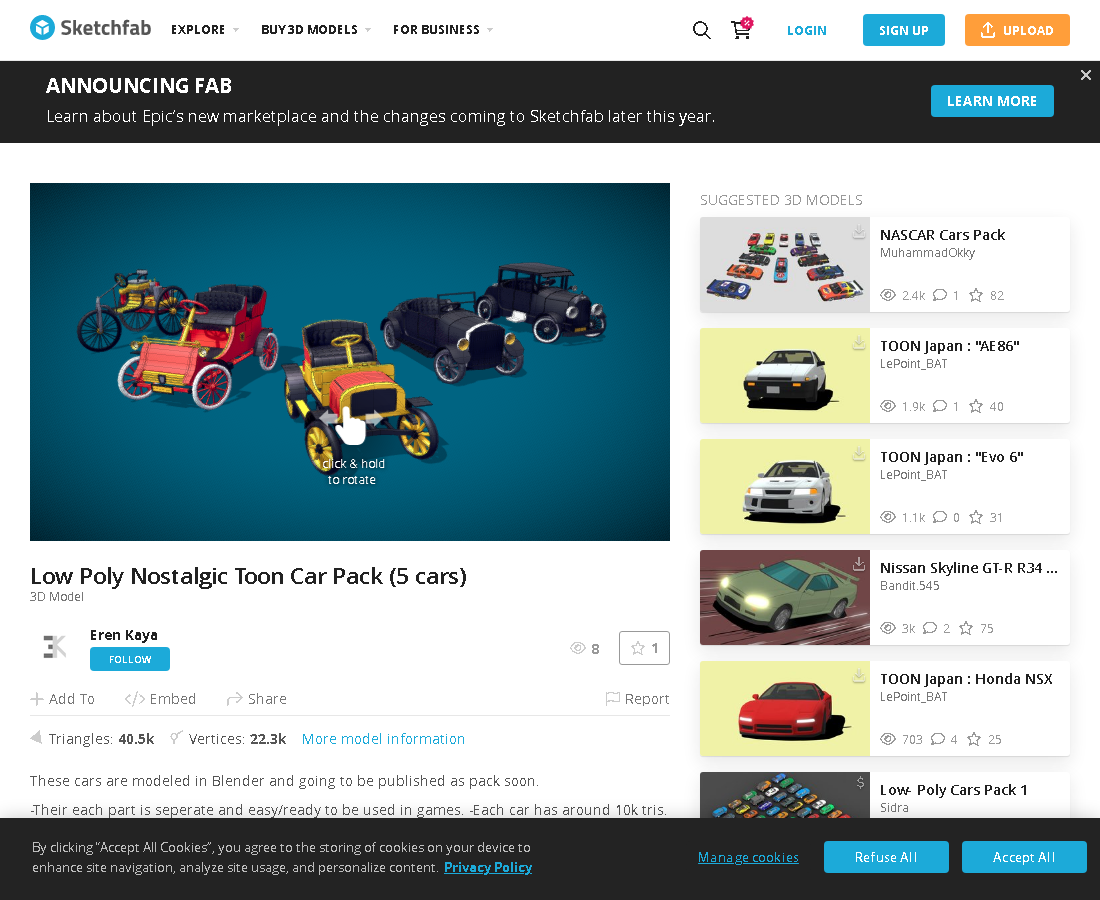 Sketchfab
EXPLORE
BUY 3D MODELS
FOR BUSINESS
%
LOGIN
SIGN UP
UPLOAD
ANNOUNCING FAB
Learn about Epic’s new marketplace and the changes coming to Sketchfab later this year.
LEARN MORE
click & hold
to rotate
Low Poly Nostalgic Toon Car Pack (5 cars)
3D Model
Eren Kaya
FOLLOW
8
1
Add To
Embed
Share
Report
Triangles: 40.5k
Vertices: 22.3k
More model information
These cars are modeled in Blender and going to be published as pack soon.
-Their each part is seperate and easy/ready to be used in games. -Each car has around 10k tris.
SUGGESTED 3D MODELS
NASCAR Cars Pack
MuhammadOkky
2.4k 1 82
TOON Japan : "AE86"
LePoint_BAT
1.9k 1 40
TOON Japan : "Evo 6"
LePoint_BAT
1.1k 0 31
Nissan Skyline GT-R R34 ...
Bandit.545
3k 2 75
TOON Japan : Honda NSX
LePoint_BAT
703 4 25
$
Low- Poly Cars Pack 1
Sidra
By clicking “Accept All Cookies”, you agree to the storing of cookies on your device to
enhance site navigation, analyze site usage, and personalize content. Privacy Policy
Manage cookies
Refuse All
Accept All